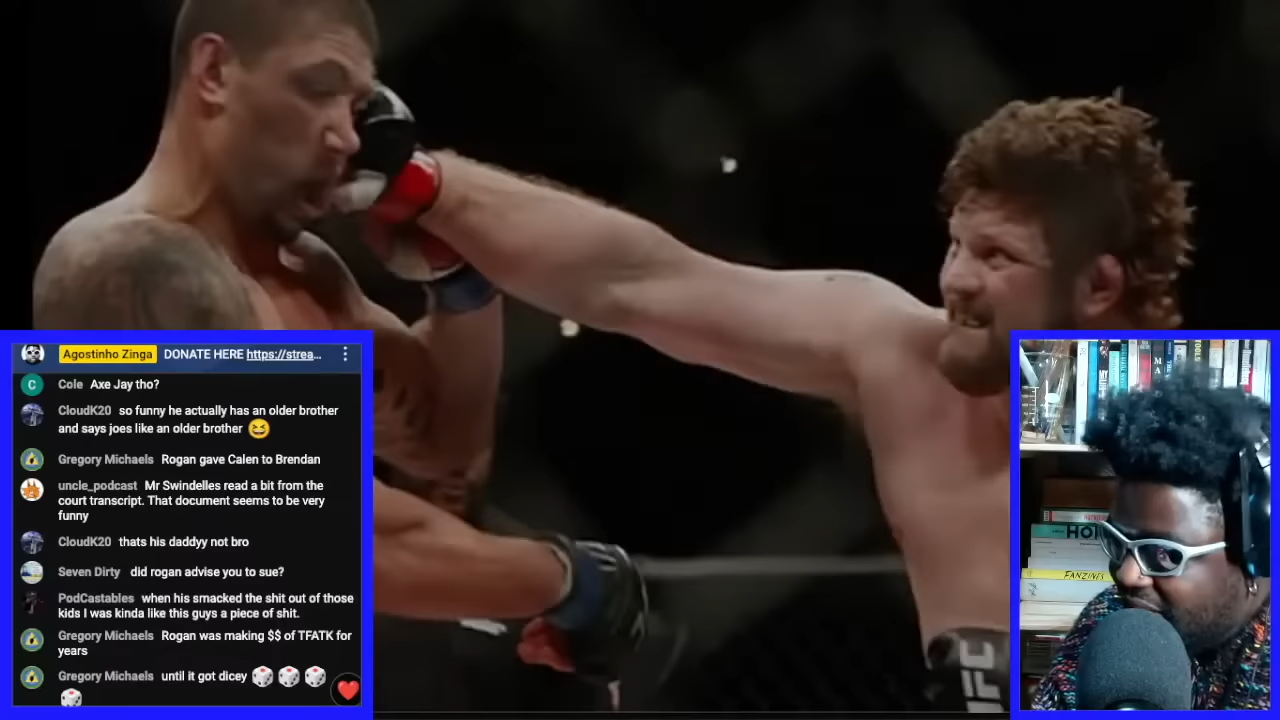 Agostinho Zinga DONATE HERE https://strea...
Cole Axe Jay tho?
CloudK20 so funny he actually has an older brother
and says joes like an older brother 😆
Gregory Michaels Rogan gave Calen to Brendan
uncle_podcast Mr Swindelles read a bit from the
court transcript. That document seems to be very
funny
CloudK20 thats his daddyy not bro
Seven Dirty did rogan advise you to sue?
PodCastables when his smacked the shit out of those
kids I was kinda like this guys a piece of shit.
Gregory Michaels Rogan was making $$ of TFATK for
years
Gregory Michaels until it got dicey 🎲 🎲 🎲
🎲
C
FANZINES